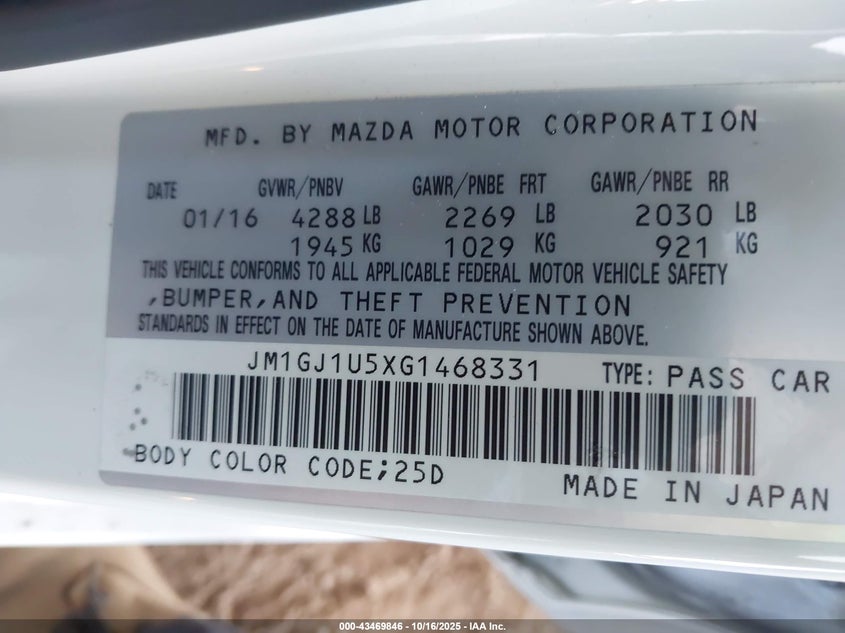 MFD. BY MAZDA MOTOR CORPORATION
DATE GVWR/PNBV GAWR/PNBE FRT GAWR/PNBE RR
01/16 4288 LB 2269 LB 2030 LB
1945 KG 1029 KG 921 KG
THIS VEHICLE CONFORMS TO ALL APPLICABLE FEDERAL MOTOR VEHICLE SAFETY
,BUMPER,AND THEFT PREVENTION
STANDARDS IN EFFECT ON THE DATE OF MANUFACTURE SHOWN ABOVE.
JM1GJ1U5XG1468331 TYPE: PASS CAR
BODY COLOR CODE;25D
MADE IN JAPAN
000-43469846 - 10/16/2025 - IAA Inc.